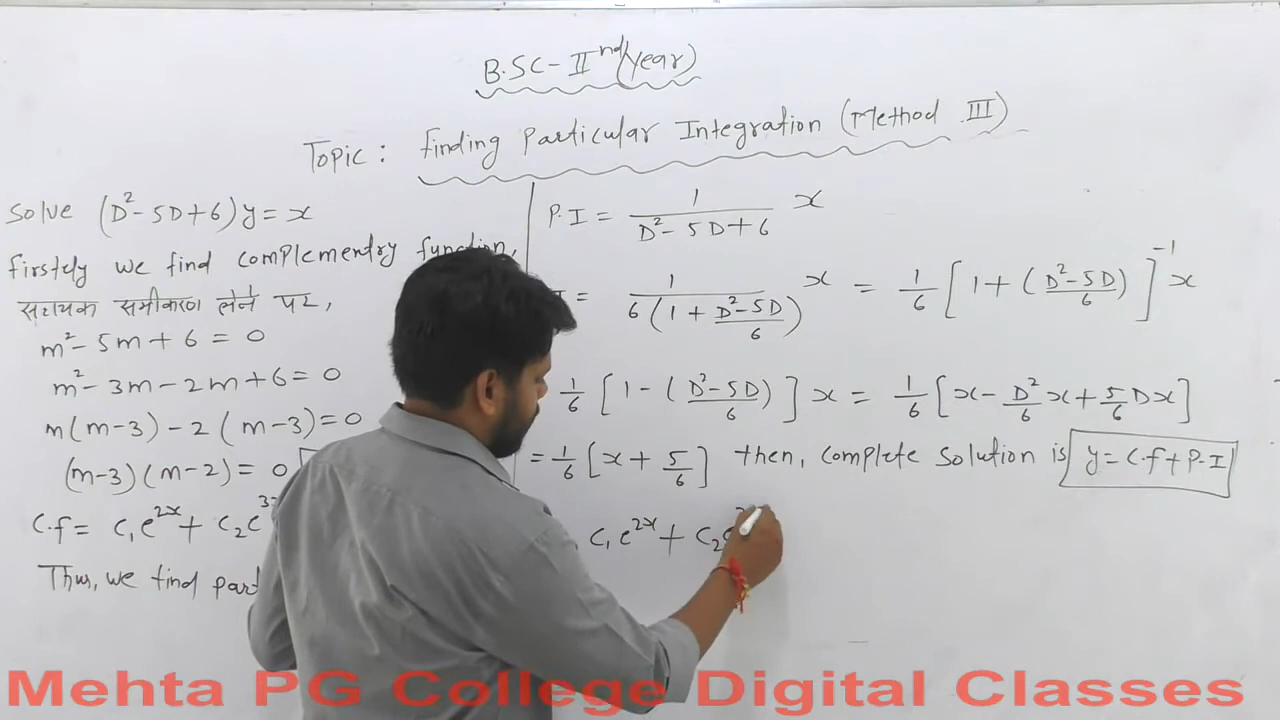 B.SC-II nd (Year)
Topic: Finding Particular Integration (Method III)
Solve (D² - 5D + 6) y = x
firstely we find complementry function,
सहायक समीकरण लेने पर,
m² - 5m + 6 = 0
m² - 3m - 2m + 6 = 0
m(m-3) - 2(m-3) = 0
(m-3)(m-2) = 0
C.f = C₁e^2x + C₂e^3
Thus, we find part
P.I = 1/(D² - 5D + 6) x
= 1/(6(1 + (D² - 5D)/6)) x = 1/6 [1 + ((D² - 5D)/6)]^-1 x
1/6 [1 - ((D² - 5D)/6)] x = 1/6 [x - D²/6 x + 5/6 Dx]
= 1/6 [x + 5/6] then, complete solution is y = C.f + P.I
C₁e^2x + C₂
Mehta PG College Digital Classes